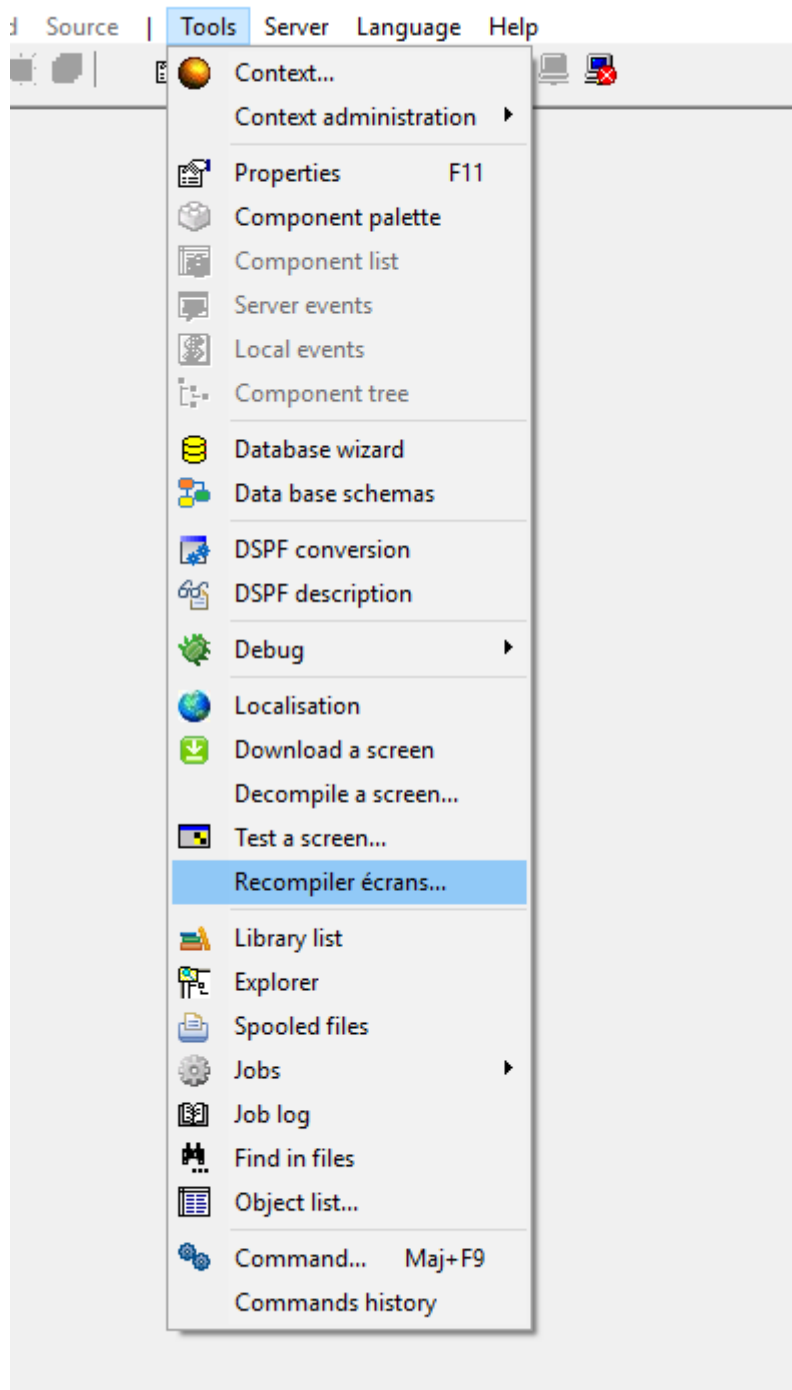 Source | Tools Server Language Help
Context...
Context administration
Properties F11
Component palette
Component list
Server events
Local events
Component tree
Database wizard
Data base schemas
DSPF conversion
DSPF description
Debug
Localisation
Download a screen
Decompile a screen...
Test a screen...
Recompiler écrans...
Library list
Explorer
Spooled files
Jobs
Job log
Find in files
Object list...
Command... Maj+F9
Commands history